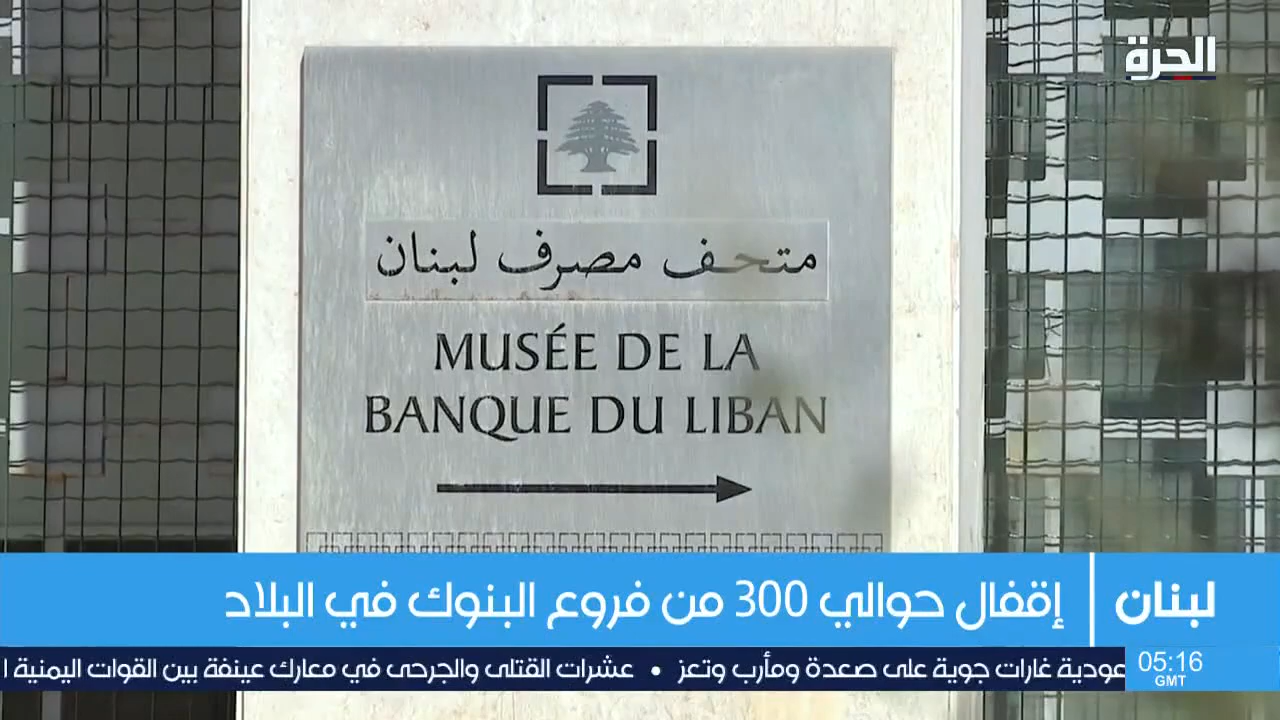 الحرة
متحف مصرف لبنان
MUSÉE DE LA
BANQUE DU LIBAN
لبنان
إقفال حوالي 300 من فروع البنوك في البلاد
غارات جوية على صعدة ومأرب وتعز • عشرات القتلى والجرحى في معارك عنيفة بين القوات اليمنية
05:16
GMT